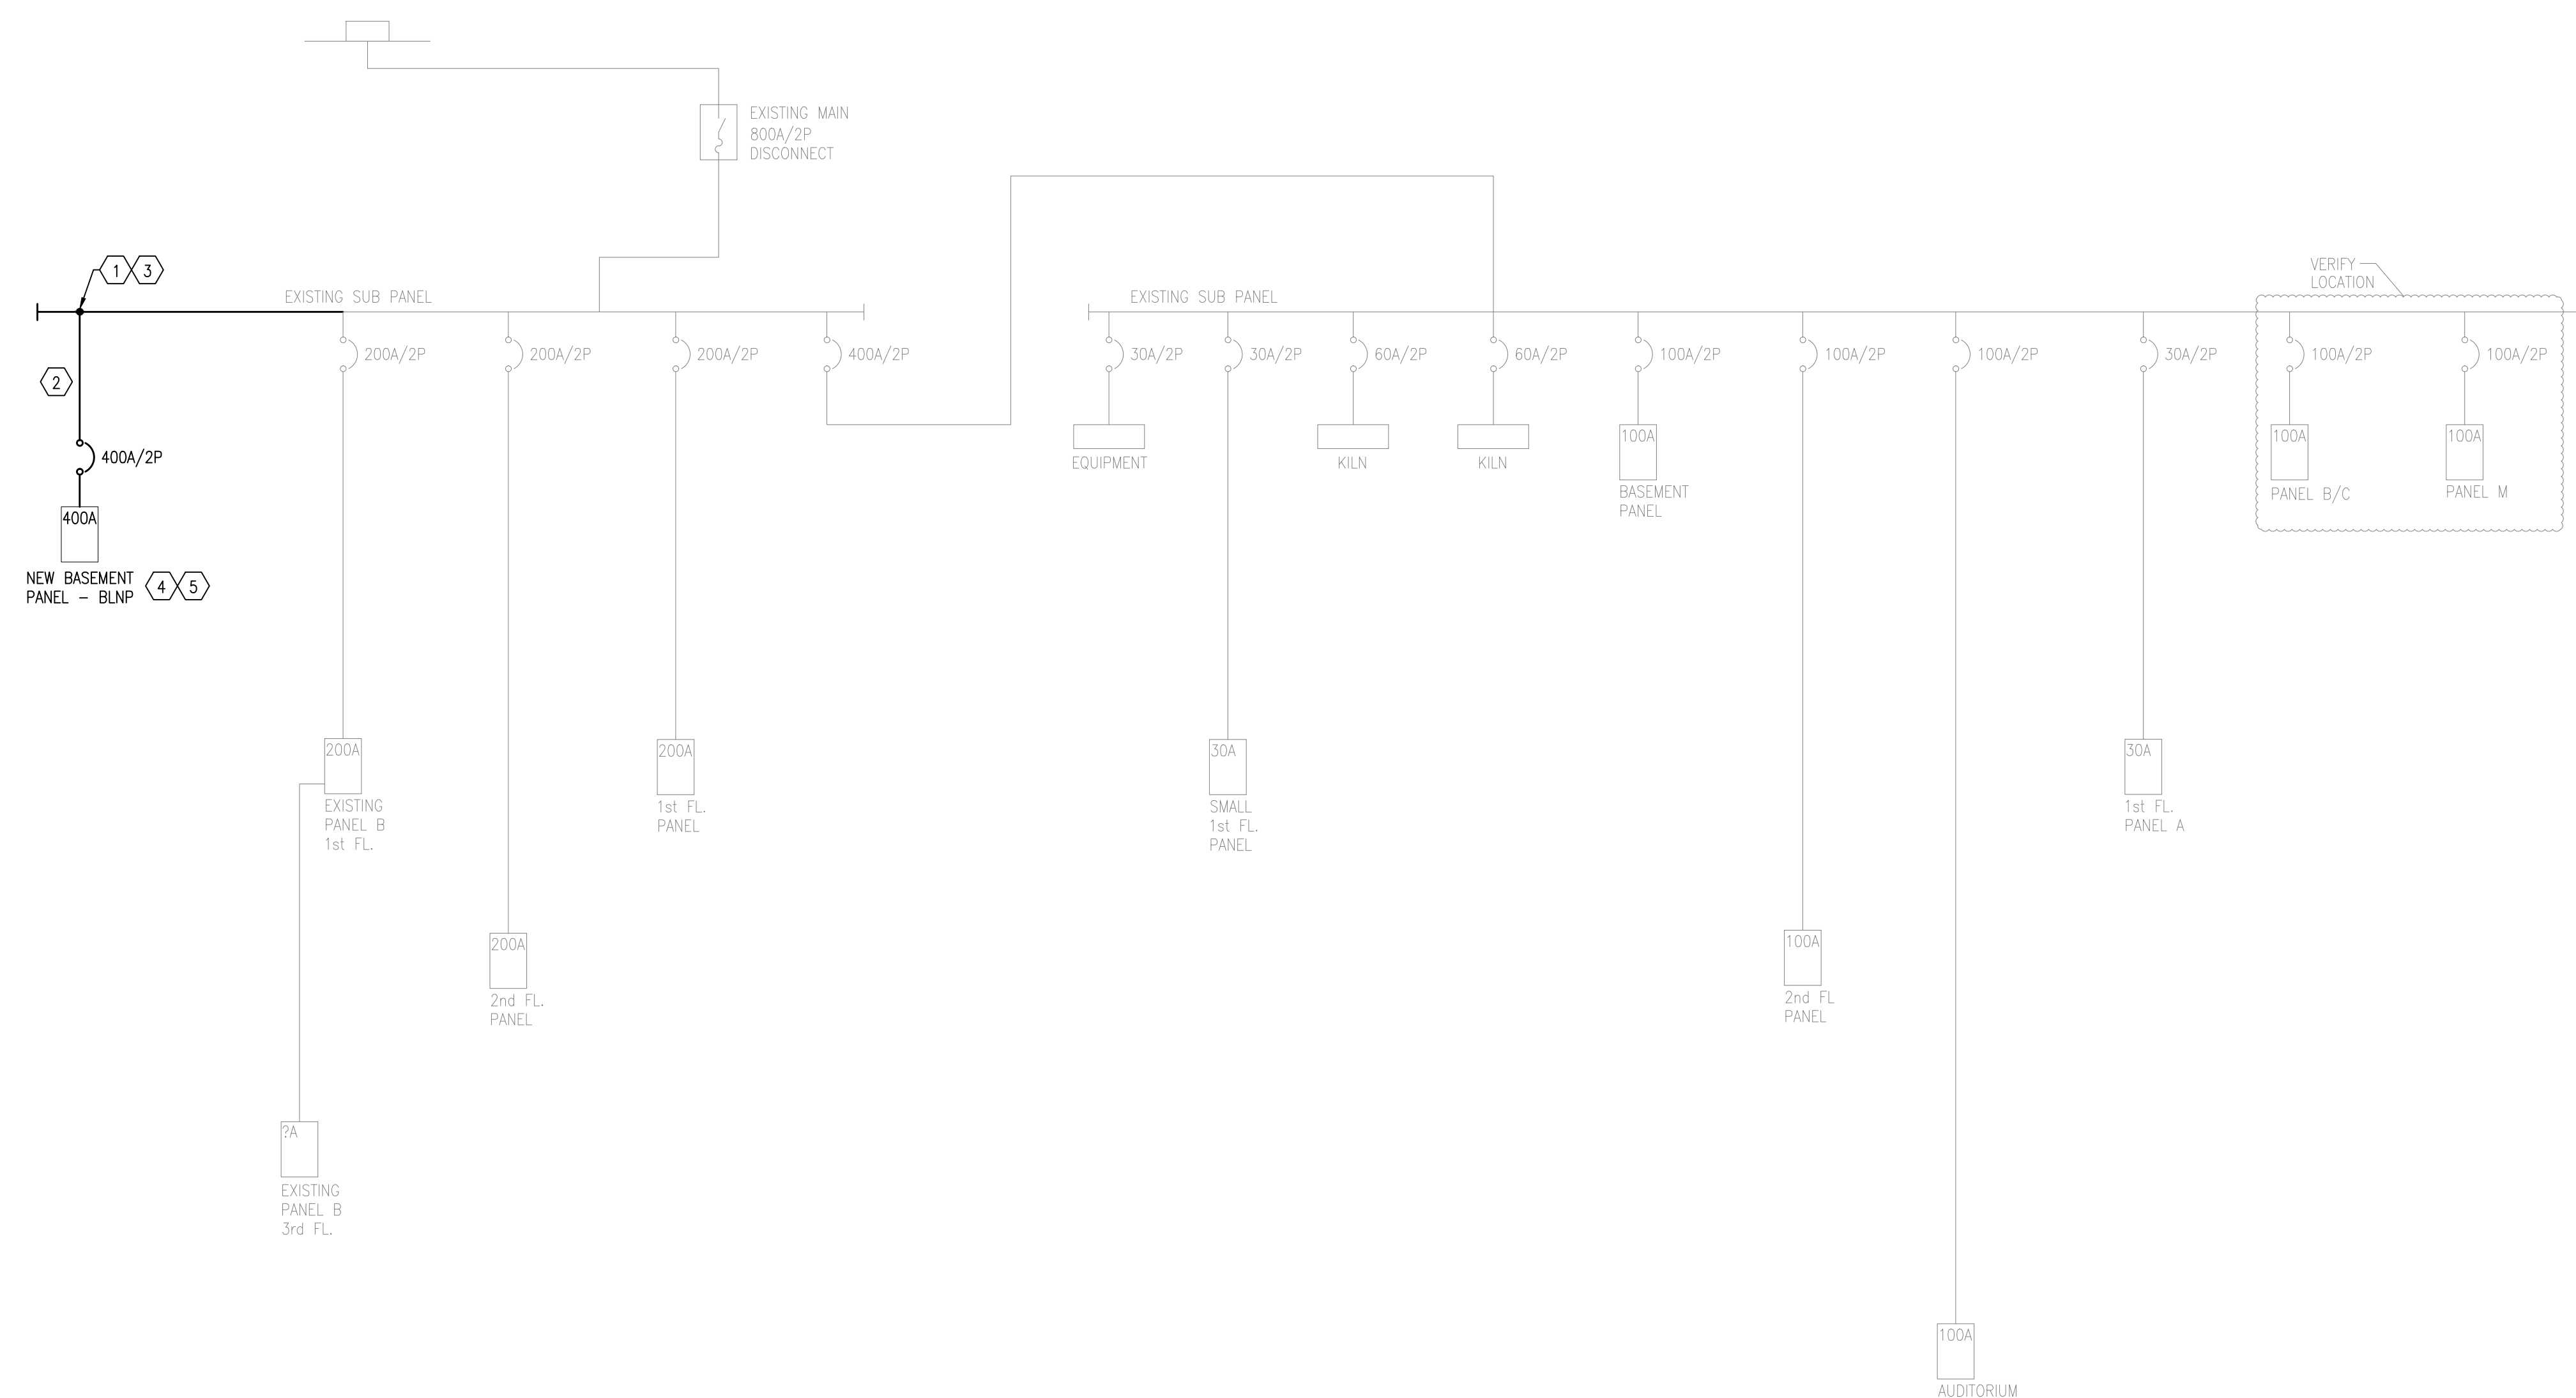 EXISTING MAIN
800A/2P
DISCONNECT
1
3
VERIFY
LOCATION
EXISTING SUB PANEL
EXISTING SUB PANEL
200A/2P
200A/2P
200A/2P
400A/2P
30A/2P
30A/2P
60A/2P
60A/2P
100A/2P
100A/2P
100A/2P
30A/2P
100A/2P
100A/2P
2
400A/2P
400A
NEW BASEMENT
PANEL – BLNP
4
5
EQUIPMENT
KILN
KILN
100A
BASEMENT
PANEL
100A
PANEL B/C
100A
PANEL M
200A
EXISTING
PANEL B
1st FL.
200A
1st FL.
PANEL
30A
SMALL
1st FL.
PANEL
30A
1st FL.
PANEL A
200A
2nd FL.
PANEL
100A
2nd FL
PANEL
?A
EXISTING
PANEL B
3rd FL.
100A
AUDITORIUM